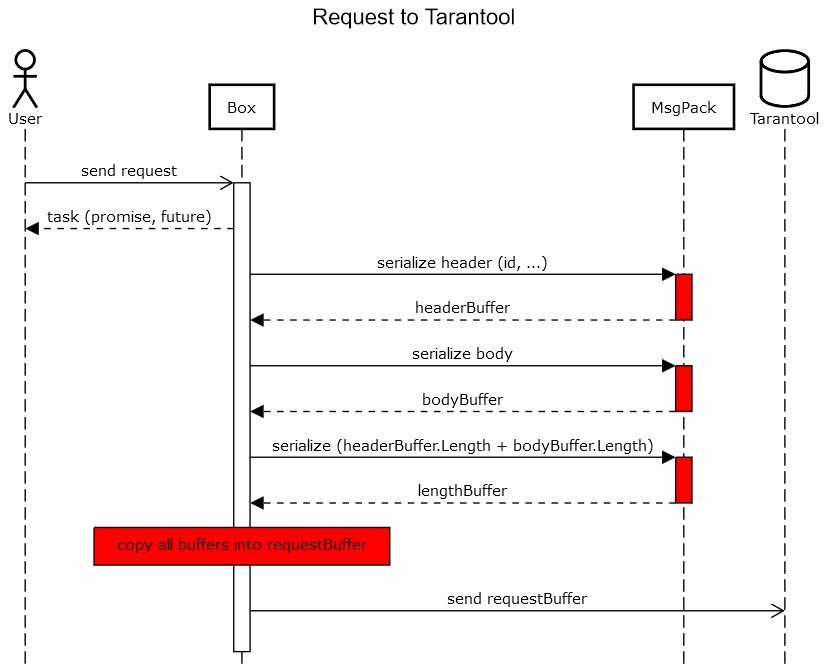 Request to Tarantool
User
Box
MsgPack
Tarantool
send request
task (promise, future)
serialize header (id, ...)
headerBuffer
serialize body
bodyBuffer
serialize (headerBuffer.Length + bodyBuffer.Length)
lengthBuffer
copy all buffers into requestBuffer
send requestBuffer